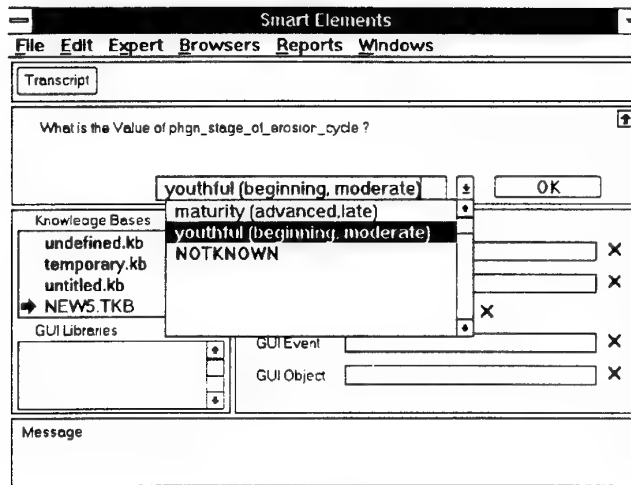 Smart Elements
File Edit Expert Browsers Reports Windows
Transcript
What is the Value of phgn_stage_of_erosion_cycle ?
youthful (beginning, moderate) OK
maturity (advanced,late)
youthful (beginning, moderate)
NOTKNOWN
Knowledge Bases
undefined.kb
temporary.kb
untitled.kb
NEW5.TKB
GUI Libraries
GUI Event
GUI Object
Message